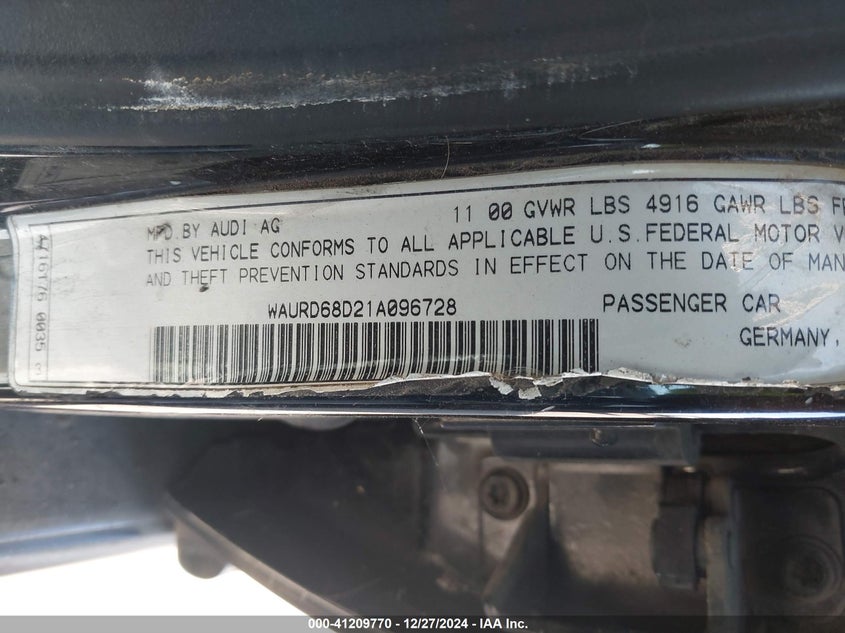 MFD.BY AUDI AG 11 00 GVWR LBS 4916 GAWR LBS
THIS VEHICLE CONFORMS TO ALL APPLICABLE U.S.FEDERAL MOTOR V
AND THEFT PREVENTION STANDARDS IN EFFECT ON THE DATE OF MAN
WAURD68D21A096728 PASSENGER CAR
GERMANY,
000-41209770 - 12/27/2024 - IAA Inc.